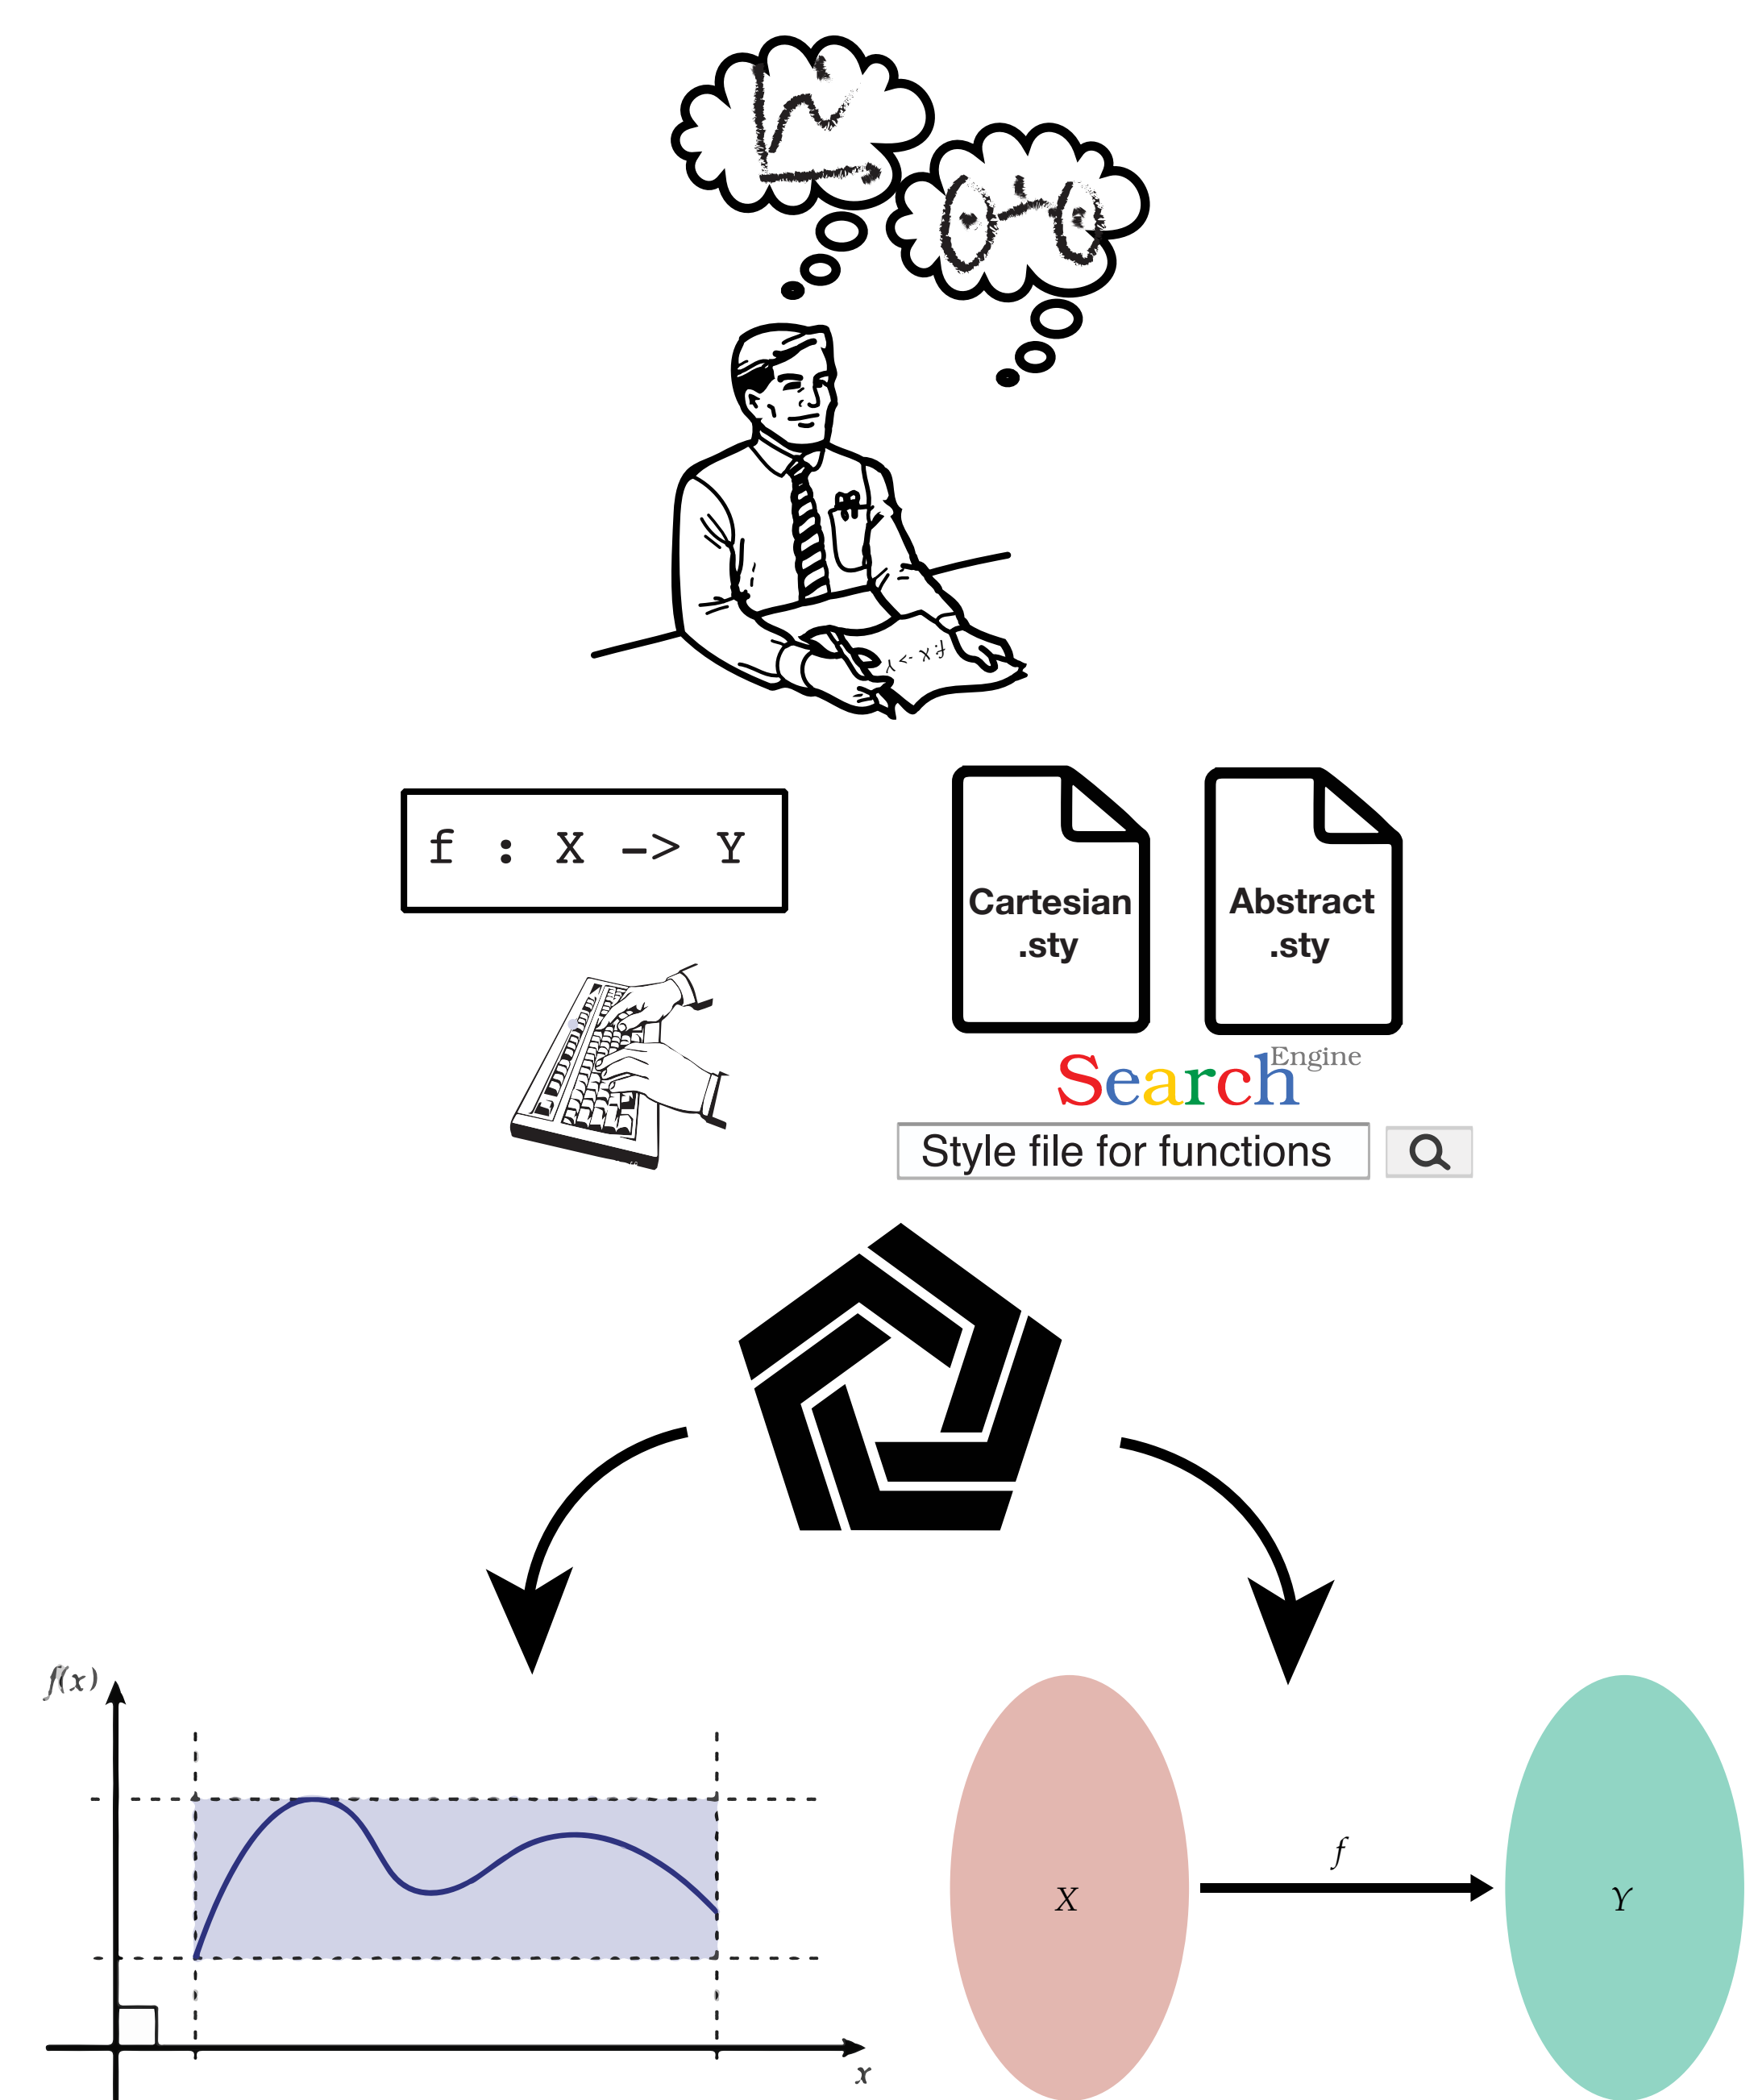 f: X -> Y
f : X -> Y
Cartesian
.sty
Abstract
.sty
Search Engine
Style file for functions
f(x)
x
X
f
Y